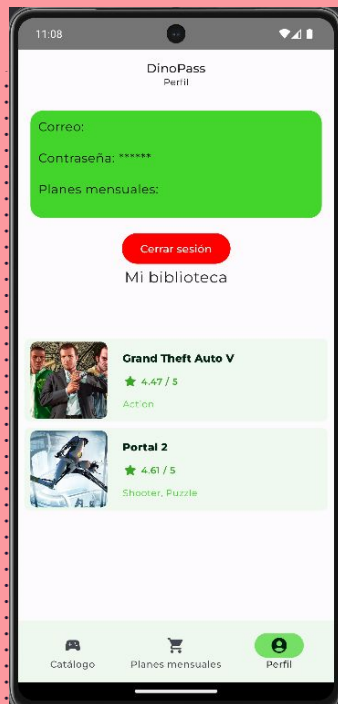 11:08
DinoPass
Perfil
Correo:
Contraseña: ******
Planes mensuales:
Cerrar sesión
Mi biblioteca
Grand Theft Auto V
4.47 / 5
Action
Portal 2
4.61 / 5
Shooter, Puzzle
Catálogo
Planes mensuales
Perfil